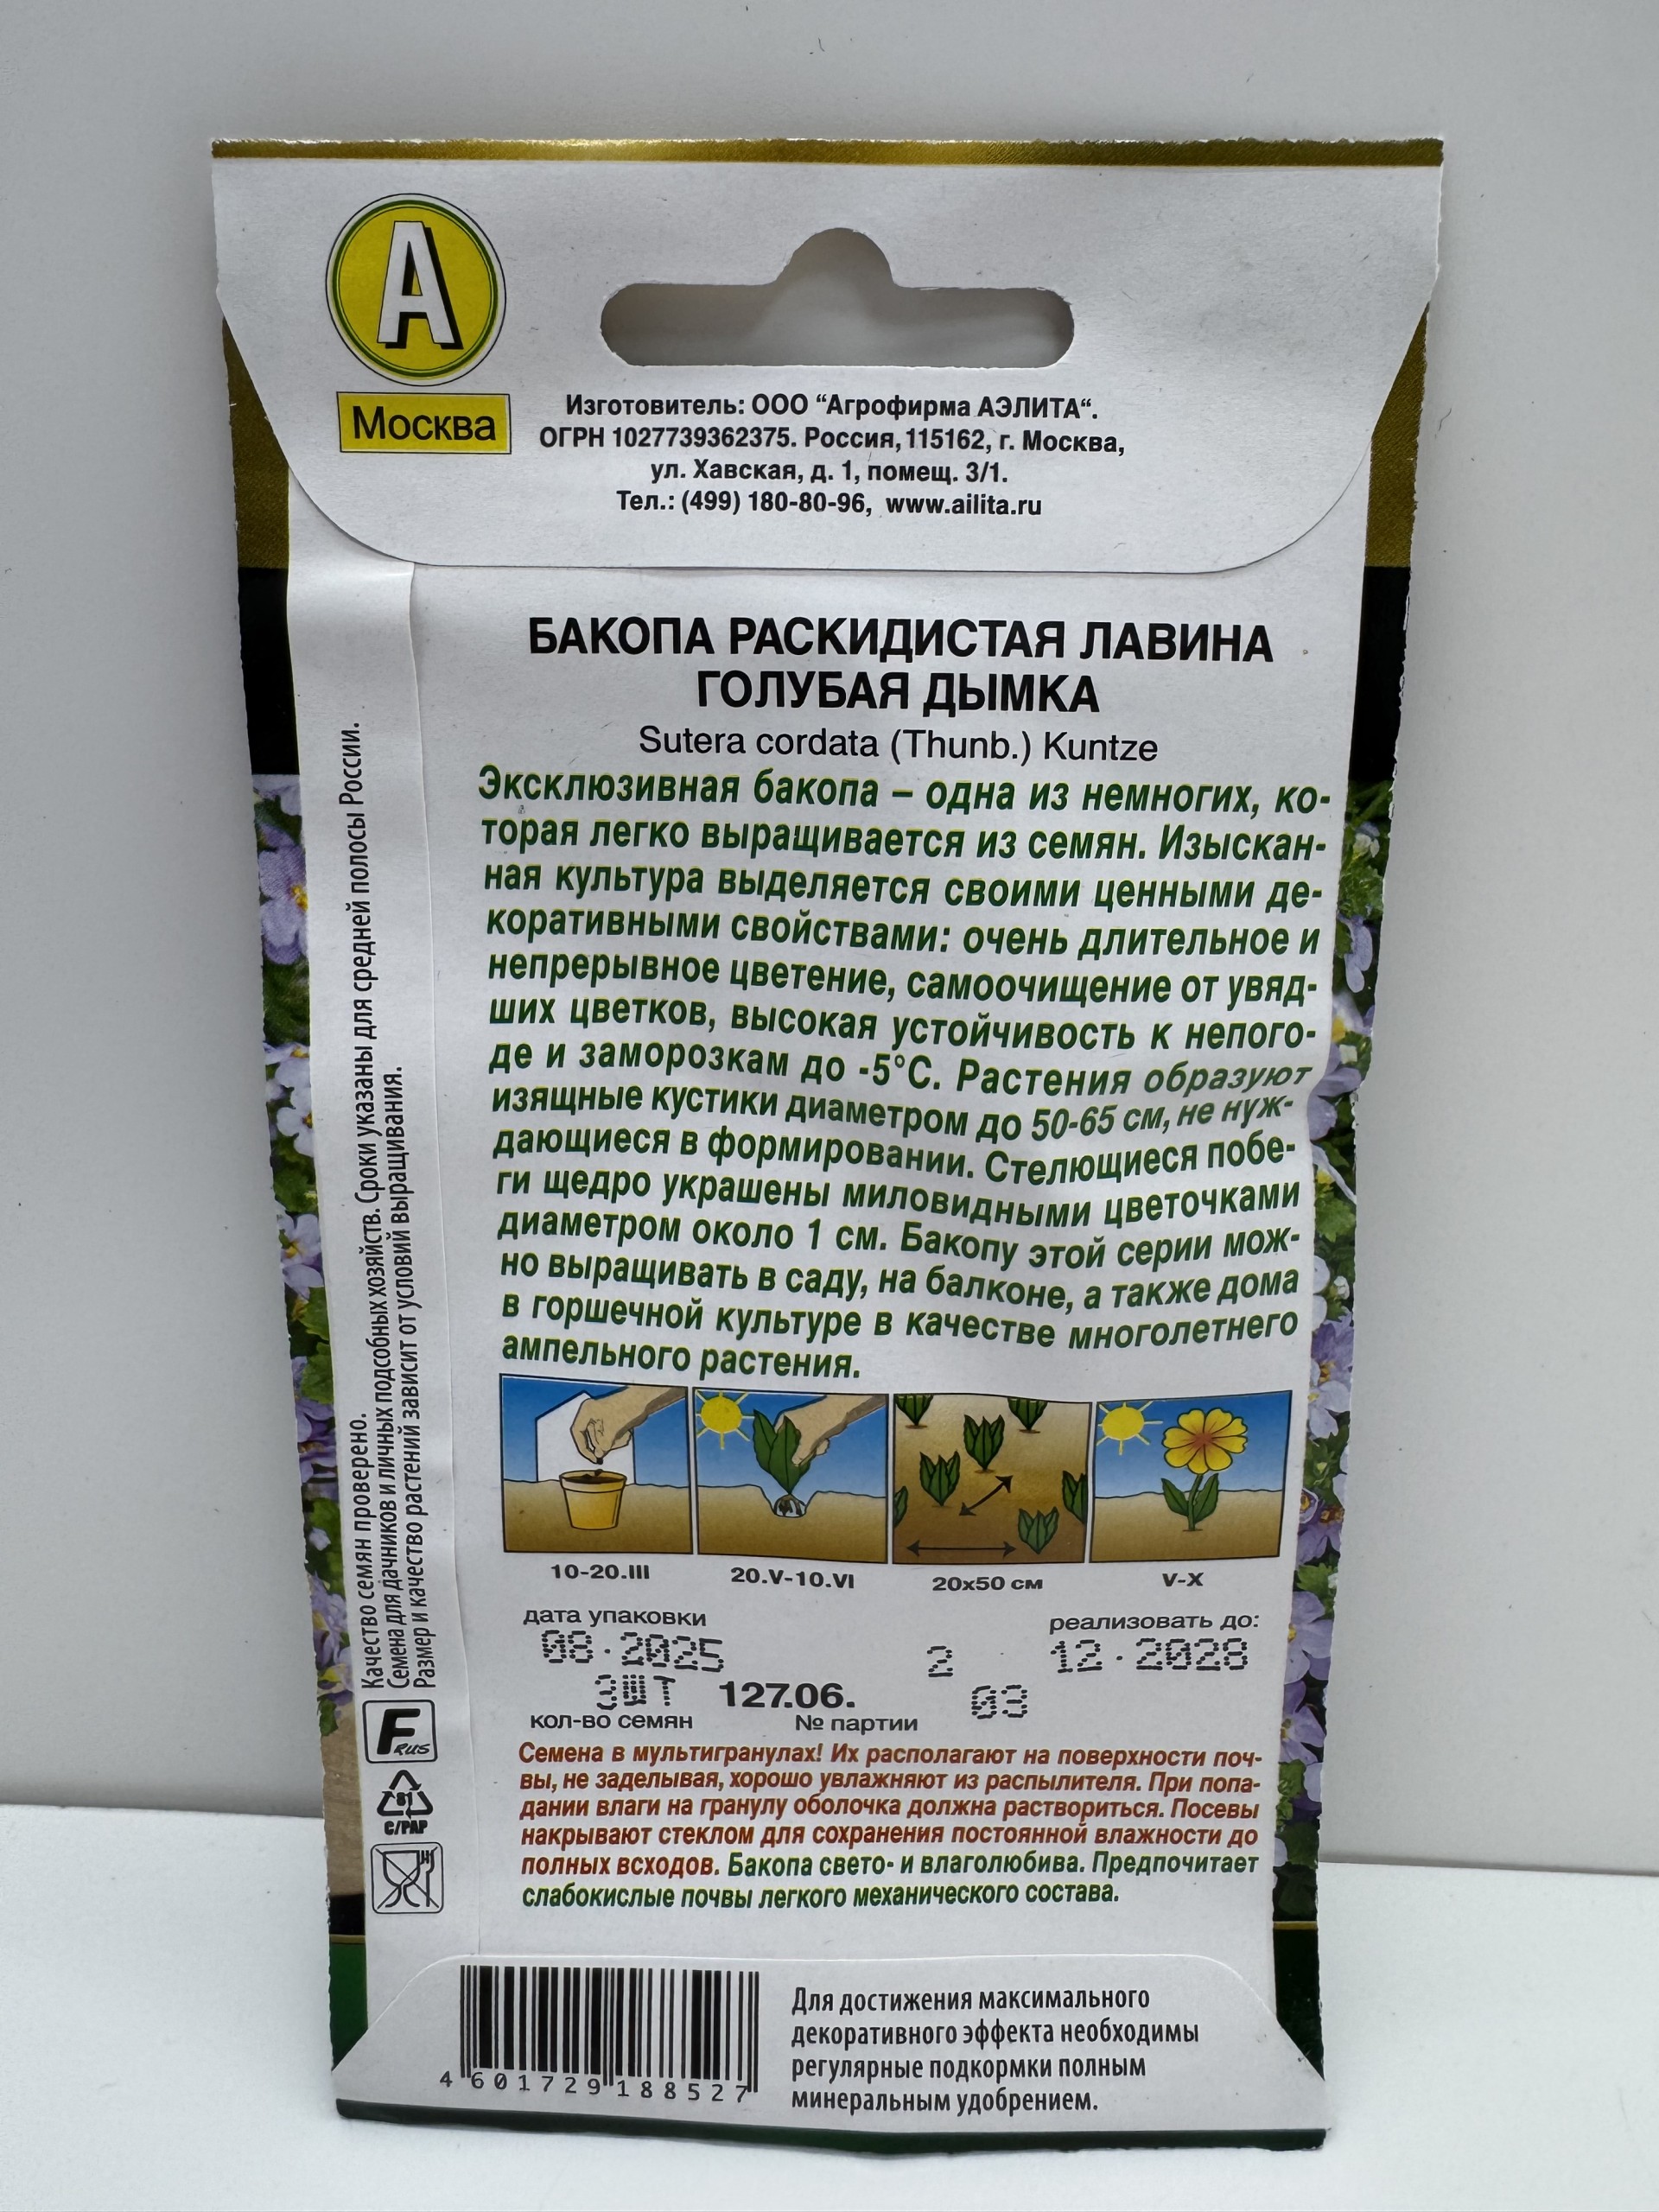 А
Москва
Изготовитель: ООО “Агрофирма АЭЛИТА“.
ОГРН 1027739362375. Россия, 115162, г. Москва,
ул. Хавская, д. 1, помещ. 3/1.
Тел.: (499) 180-80-96, www.ailita.ru
БАКОПА РАСКИДИСТАЯ ЛАВИНА
ГОЛУБАЯ ДЫМКА
Sutera cordata (Thunb.) Kuntze
Эксклюзивная бакопа – одна из немногих, ко-
торая легко выращивается из семян. Изыскан-
ная культура выделяется своими ценными де-
коративными свойствами: очень длительное и
непрерывное цветение, самоочищение от увяд-
ших цветков, высокая устойчивость к непого-
де и заморозкам до -5°С. Растения образуют
изящные кустики диаметром до 50-65 см, не нуж-
дающиеся в формировании. Стелющиеся побе-
ги щедро украшены миловидными цветочками
диаметром около 1 см. Бакопу этой серии мож-
но выращивать в саду, на балконе, а также дома
в горшечной культуре в качестве многолетнего
ампельного растения.
10-20.III
20.V-10.VI
20х50 см
V-X
дата упаковки
реализовать до:
08.2025
2
12.2028
3ШТ
127.06.
03
кол-во семян
№ партии
Семена в мультигранулах! Их располагают на поверхности поч-
вы, не заделывая, хорошо увлажняют из распылителя. При попа-
дании влаги на гранулу оболочка должна раствориться. Посевы
накрывают стеклом для сохранения постоянной влажности до
полных всходов. Бакопа свето- и влаголюбива. Предпочитает
слабокислые почвы легкого механического состава.
Качество семян проверено.
Семена для дачников и личных подсобных хозяйств. Сроки указаны для средней полосы России.
Размер и качество растений зависит от условий выращивания.
F RUS
81
C/PAP
4 601729 188527
Для достижения максимального
декоративного эффекта необходимы
регулярные подкормки полным
минеральным удобрением.